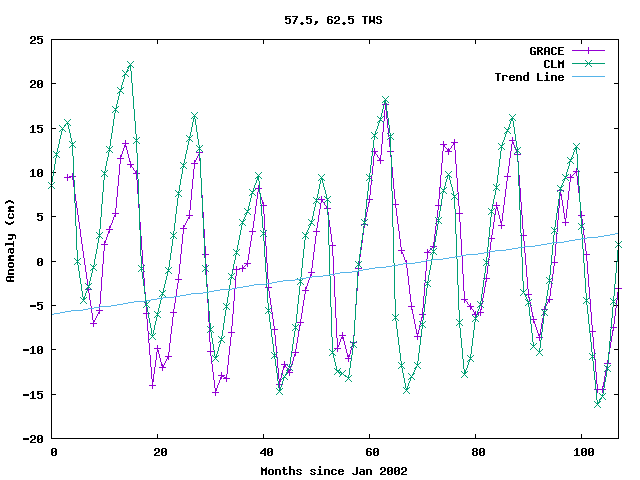 57.5, 62.5 TWS
GRACE
CLM
Trend Line
25
20
15
10
5
0
-5
-10
-15
-20
Anomaly (cm)
0 20 40 60 80 100
Months since Jan 2002